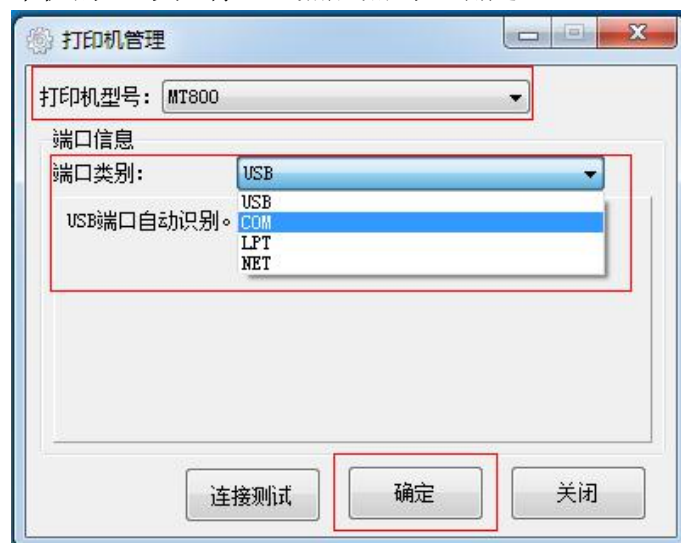 打印机管理
打印机型号: MT800
端口信息
端口类别: USB
USB
USB端口自动识别。 COM
LPT
NET
连接测试 确定 关闭